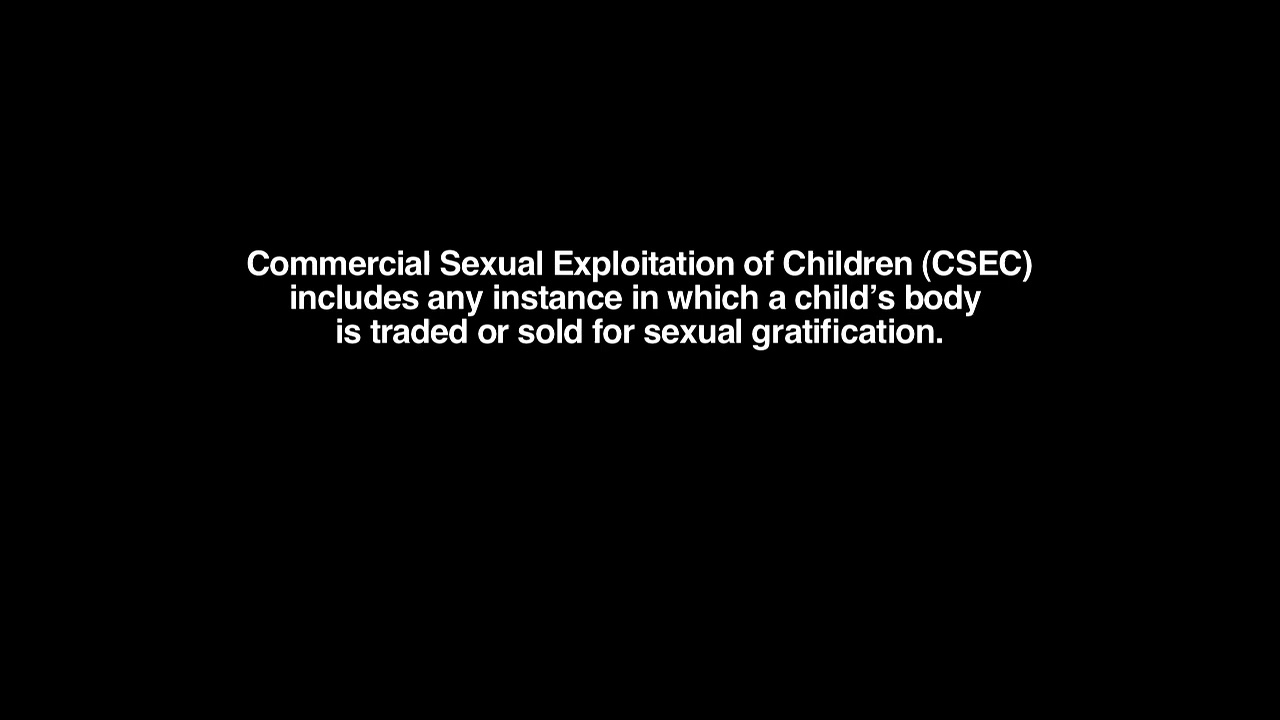 Commercial Sexual Exploitation of Children (CSEC)
includes any instance in which a child’s body
is traded or sold for sexual gratification.